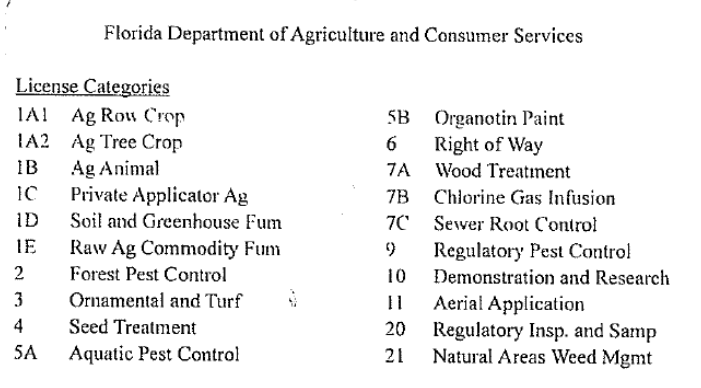 Florida Department of Agriculture and Consumer Services
License Categories
1A1 Ag Row Crop
1A2 Ag Tree Crop
1B Ag Animal
1C Private Applicator Ag
1D Soil and Greenhouse Fum
1E Raw Ag Commodity Fum
2 Forest Pest Control
3 Ornamental and Turf
4 Seed Treatment
5A Aquatic Pest Control
5B Organotin Paint
6 Right of Way
7A Wood Treatment
7B Chlorine Gas Infusion
7C Sewer Root Control
9 Regulatory Pest Control
10 Demonstration and Research
11 Aerial Application
20 Regulatory Insp. and Samp
21 Natural Areas Weed Mgmt